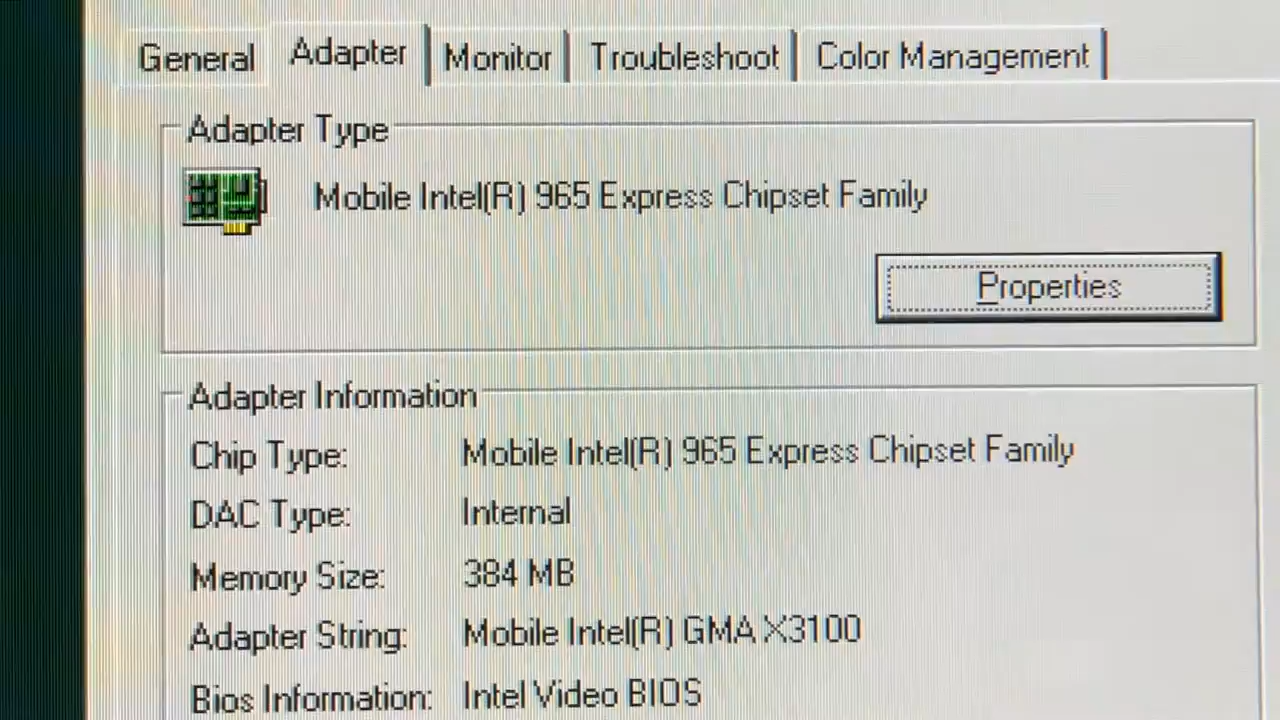 General Adapter Monitor Troubleshoot Color Management
Adapter Type
Mobile Intel(R) 965 Express Chipset Family
Properties
Adapter Information
Chip Type: Mobile Intel(R) 965 Express Chipset Family
DAC Type: Internal
Memory Size: 384 MB
Adapter String: Mobile Intel(R) GMA X3100
Bios Information: Intel Video BIOS